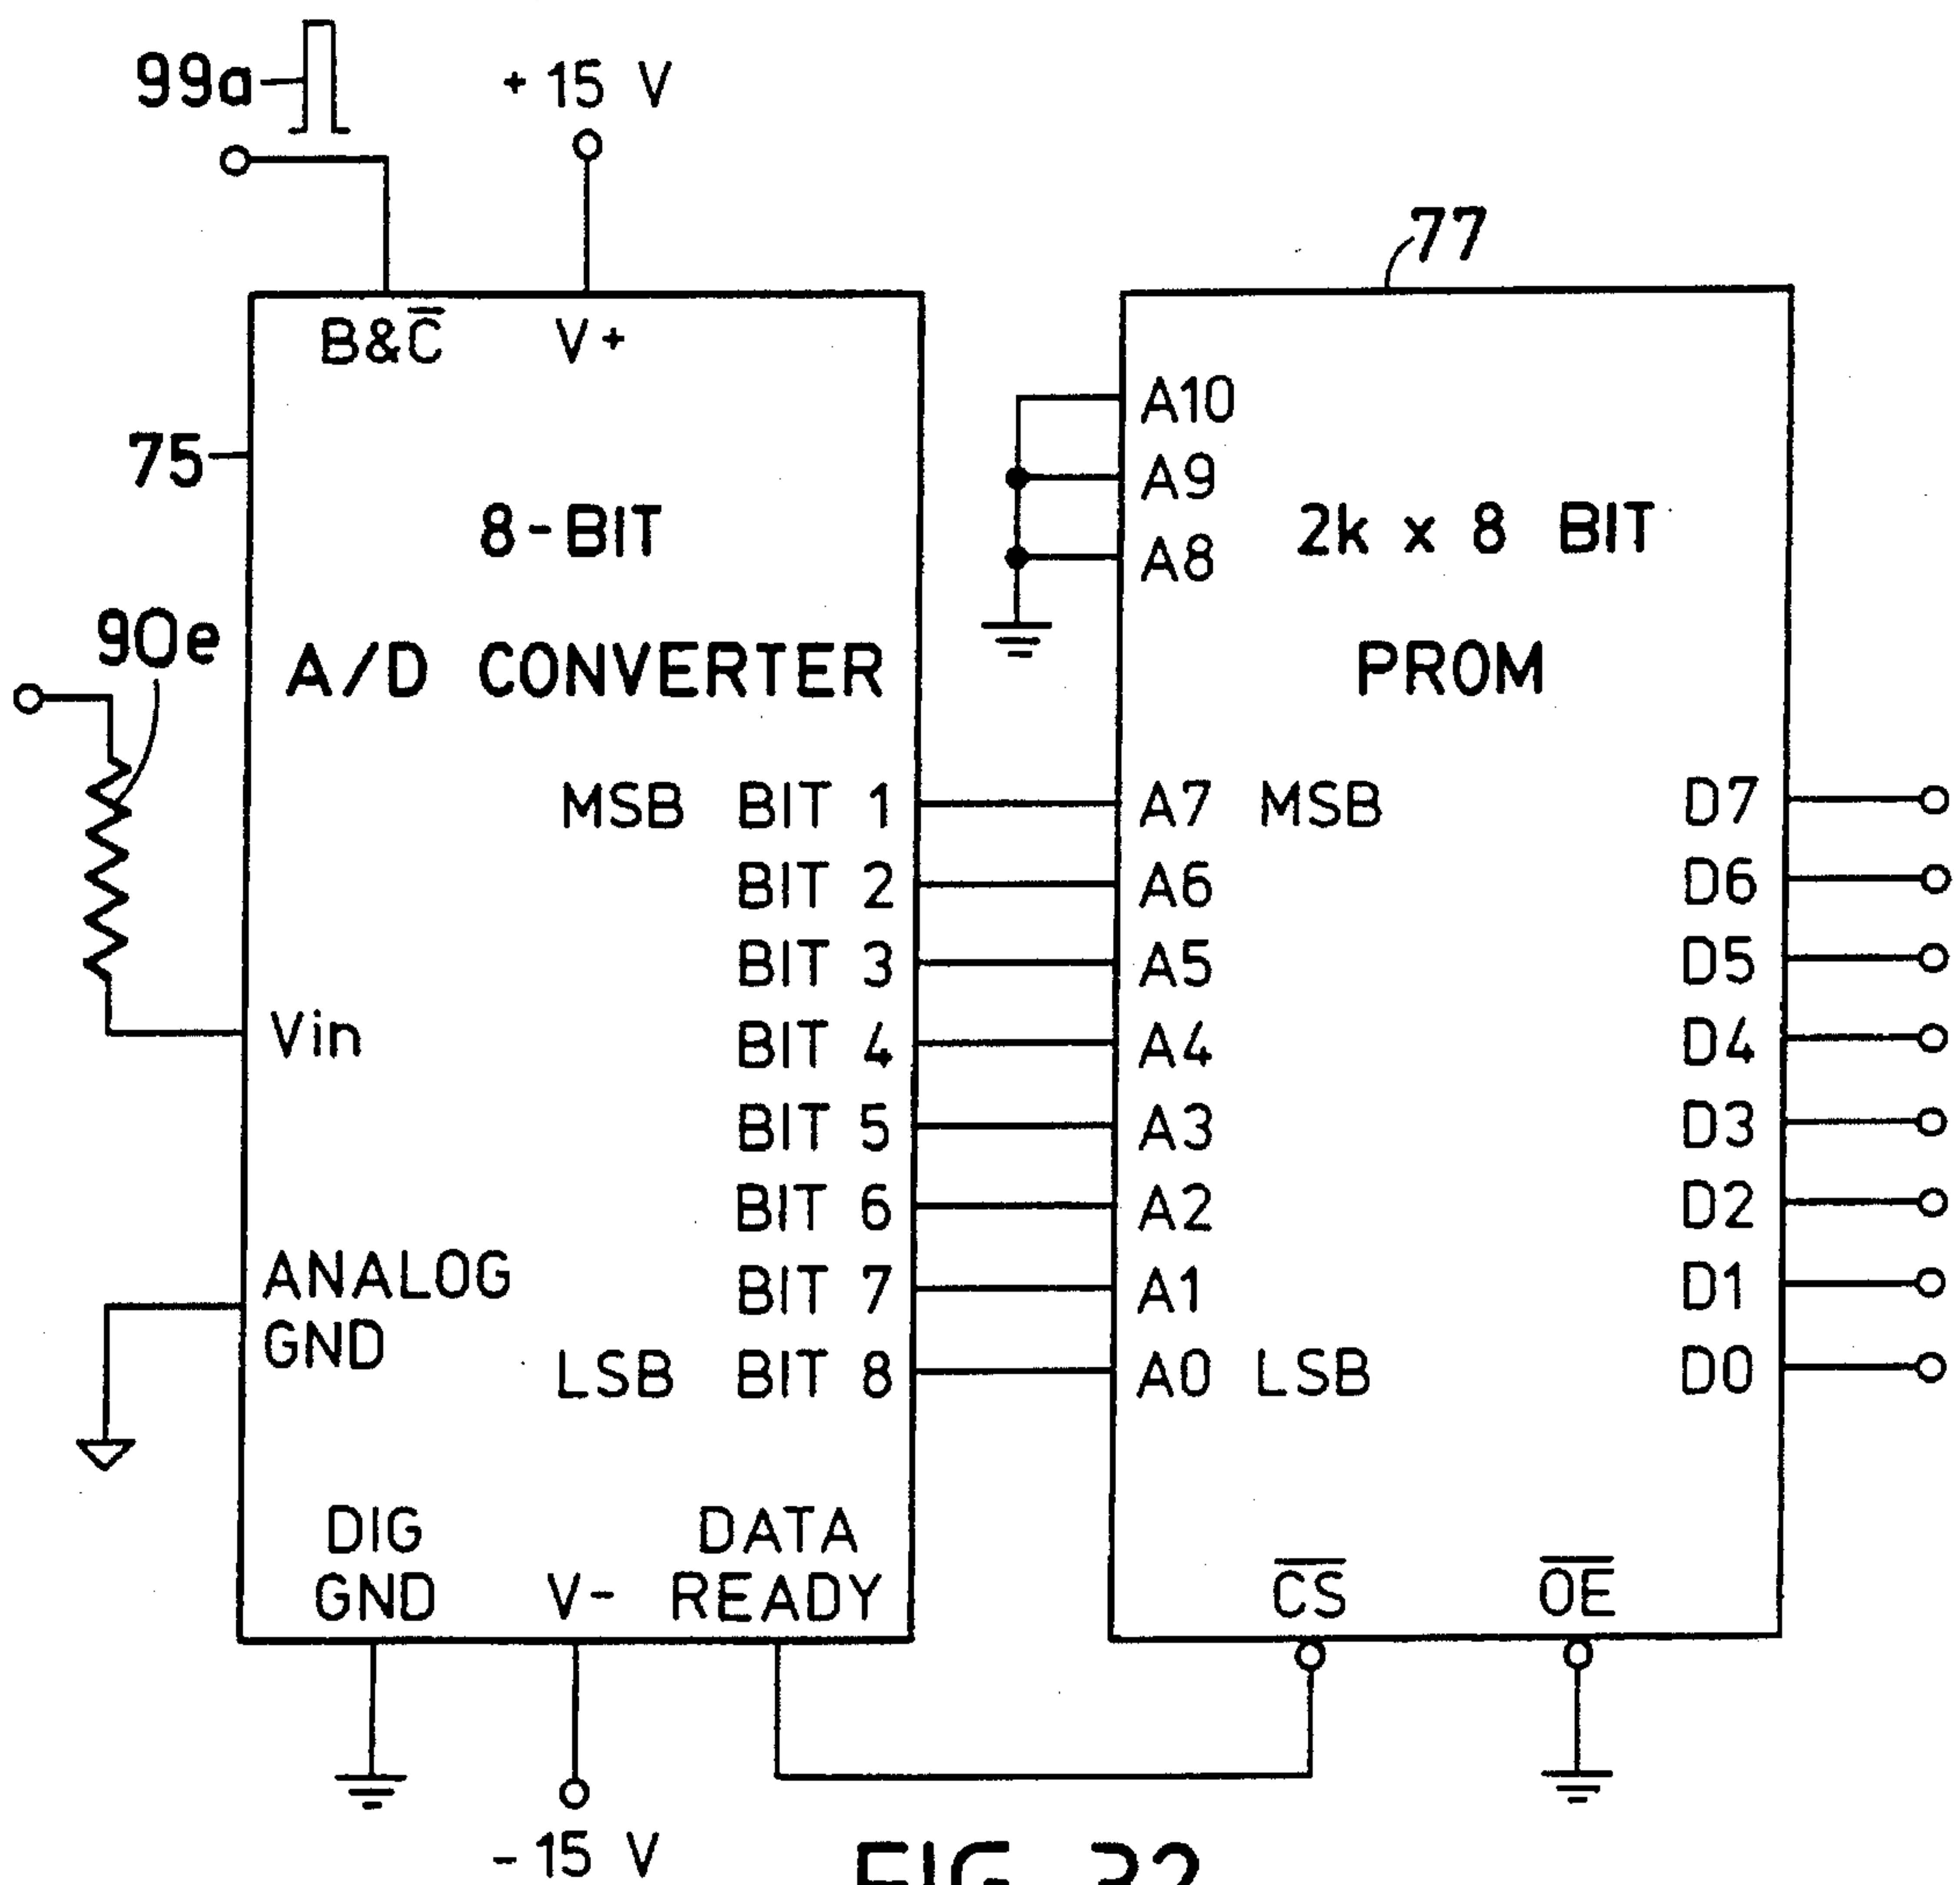 99a
+15 V
77
B&C̅
V+
A10
75
A9
8-BIT
2k x 8 BIT
A8
90e
A/D CONVERTER
PROM
MSB BIT 1
A7 MSB
D7
BIT 2
A6
D6
BIT 3
A5
D5
Vin
BIT 4
A4
D4
BIT 5
A3
D3
BIT 6
A2
D2
ANALOG
GND
BIT 7
A1
D1
LSB BIT 8
A0 LSB
D0
DIG
GND
V-
DATA
READY
C̅S̅
O̅E̅
-15 V